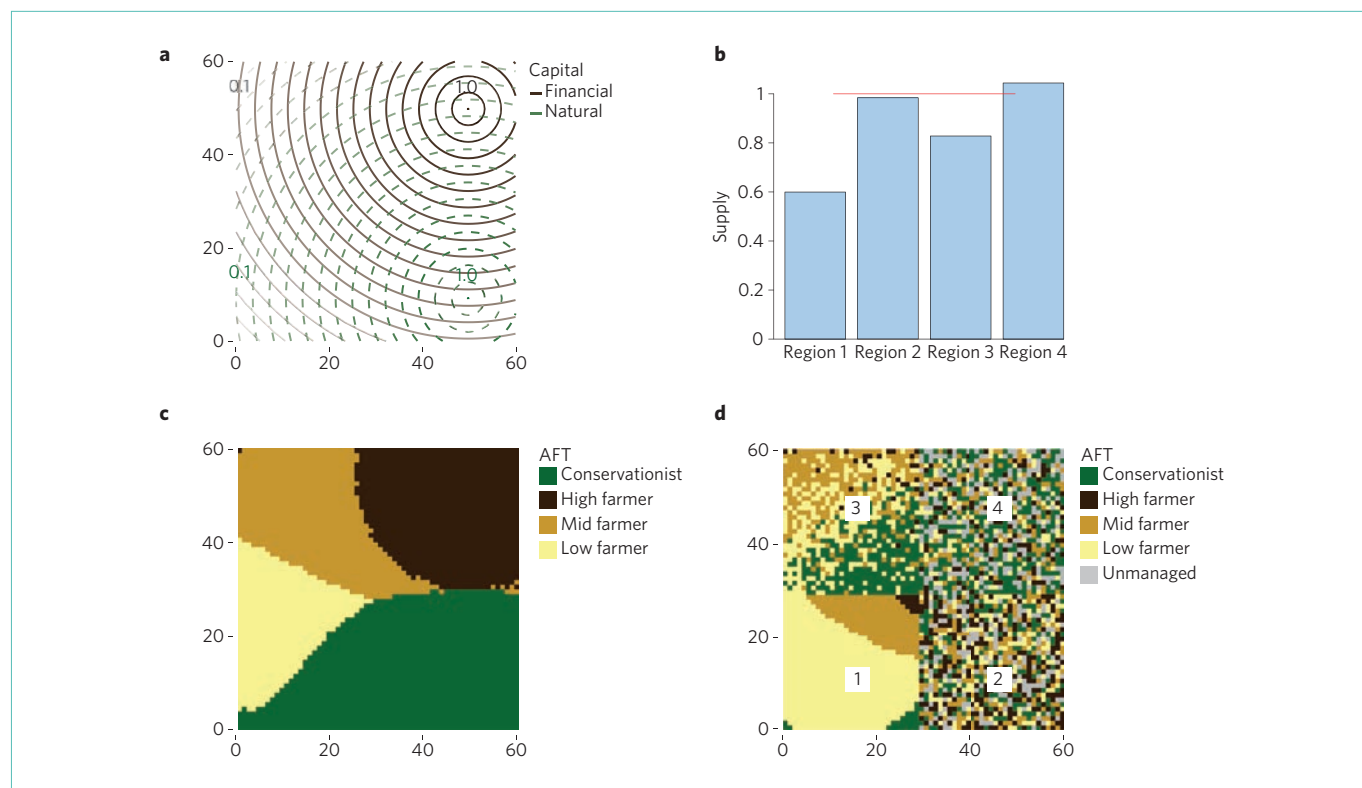 a
60
40
20
0
0
20
40
60
0.1
1.0
0.1
1.0
Capital
Financial
Natural
b
Supply
1
0.8
0.6
0.4
0.2
0
Region 1 Region 2 Region 3 Region 4
c
60
40
20
0
0
20
40
60
AFT
Conservationist
High farmer
Mid farmer
Low farmer
d
60
40
20
0
0
20
40
60
3
4
1
2
AFT
Conservationist
High farmer
Mid farmer
Low farmer
Unmanaged